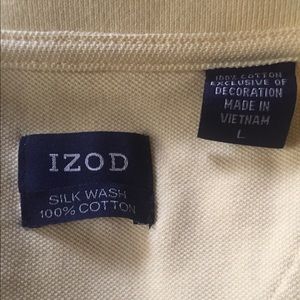 100% COTTON
EXCLUSIVE OF
DECORATION
MADE IN
VIETNAM
L
IZOD
SILK WASH
100% COTTON